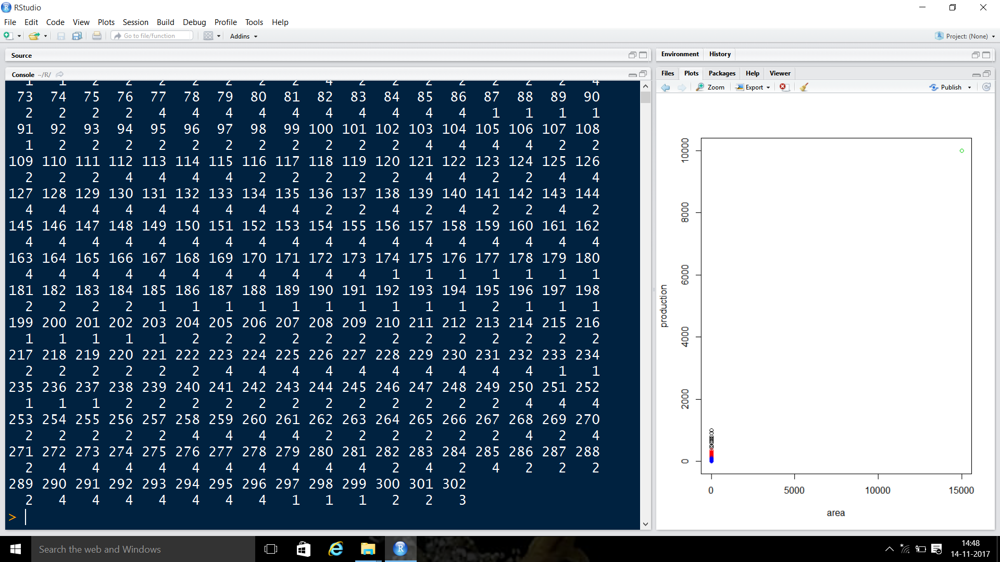 RStudio
File Edit Code View Plots Session Build Debug Profile Tools Help
Go to file/function Addins Project: (None)
Source
Environment History
Console ~/R/
Files Plots Packages Help Viewer
Zoom Export Publish
1 1 2 2 2 2 2 2 2 4 2 2 2 2 2 2 2 4
73 74 75 76 77 78 79 80 81 82 83 84 85 86 87 88 89 90
2 2 2 2 4 4 4 4 4 4 4 4 4 4 1 1 1 1
91 92 93 94 95 96 97 98 99 100 101 102 103 104 105 106 107 108
1 2 2 2 2 2 2 2 2 2 2 2 4 4 4 4 2 2
109 110 111 112 113 114 115 116 117 118 119 120 121 122 123 124 125 126
2 2 2 4 4 4 4 2 2 2 2 2 4 4 2 2 4 4
127 128 129 130 131 132 133 134 135 136 137 138 139 140 141 142 143 144
4 4 4 4 4 4 4 4 4 2 2 4 2 4 2 2 4 2
145 146 147 148 149 150 151 152 153 154 155 156 157 158 159 160 161 162
4 4 4 4 4 4 4 4 4 4 4 4 4 4 4 4 4 4
163 164 165 166 167 168 169 170 171 172 173 174 175 176 177 178 179 180
4 4 4 4 4 4 4 4 4 4 4 1 1 1 1 1 1 1
181 182 183 184 185 186 187 188 189 190 191 192 193 194 195 196 197 198
2 2 2 2 1 1 1 1 1 1 1 1 1 1 2 1 1 1
199 200 201 202 203 204 205 206 207 208 209 210 211 212 213 214 215 216
1 1 1 1 1 2 2 2 2 2 2 2 2 2 2 2 2 2
217 218 219 220 221 222 223 224 225 226 227 228 229 230 231 232 233 234
2 2 2 2 2 2 4 4 4 4 4 4 4 4 4 4 1 1
235 236 237 238 239 240 241 242 243 244 245 246 247 248 249 250 251 252
1 1 1 2 2 2 2 2 2 2 2 2 2 2 2 4 4 4
253 254 255 256 257 258 259 260 261 262 263 264 265 266 267 268 269 270
2 2 2 2 2 4 4 4 4 2 2 2 2 2 2 4 2 4
271 272 273 274 275 276 277 278 279 280 281 282 283 284 285 286 287 288
2 4 4 4 4 4 4 4 4 4 4 2 4 2 4 2 2 2
289 290 291 292 293 294 295 296 297 298 299 300 301 302
2 4 4 4 4 4 4 4 1 1 1 2 2 3
>
10000
8000
6000
4000
2000
0
production
0 5000 10000 15000
area
Search the web and Windows
14:48
14-11-2017